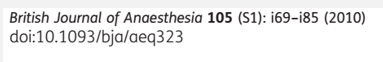 British Journal of Anaesthesia 105 (S1): i69–i85 (2010)
doi:10.1093/bja/aeq323